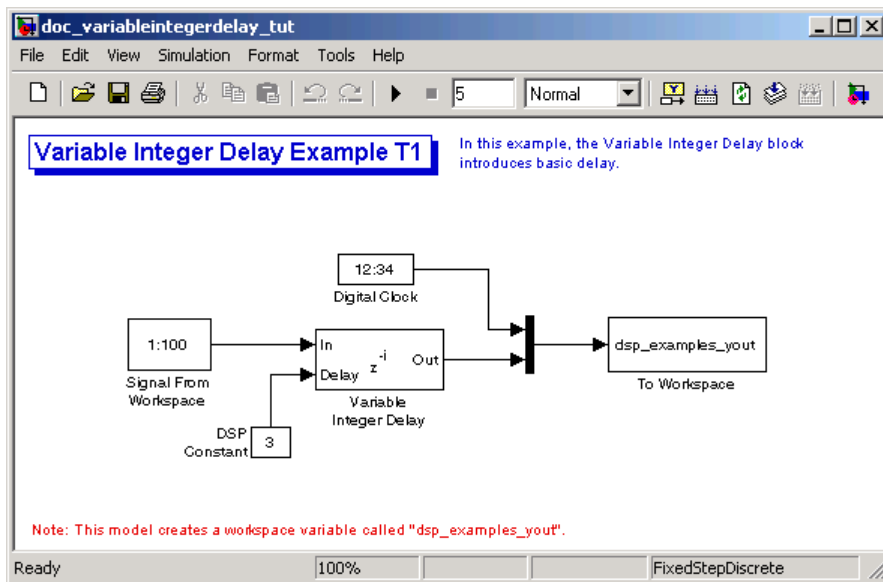 doc_variableintegerdelay_tut
File Edit View Simulation Format Tools Help
5 Normal
Variable Integer Delay Example T1
In this example, the Variable Integer Delay block
introduces basic delay.
12:34
Digital Clock
1:100
Signal From
Workspace
In
Delay
z^-i
Out
Variable
Integer Delay
dsp_examples_yout
To Workspace
DSP
Constant
3
Note: This model creates a workspace variable called "dsp_examples_yout".
Ready 100% FixedStepDiscrete